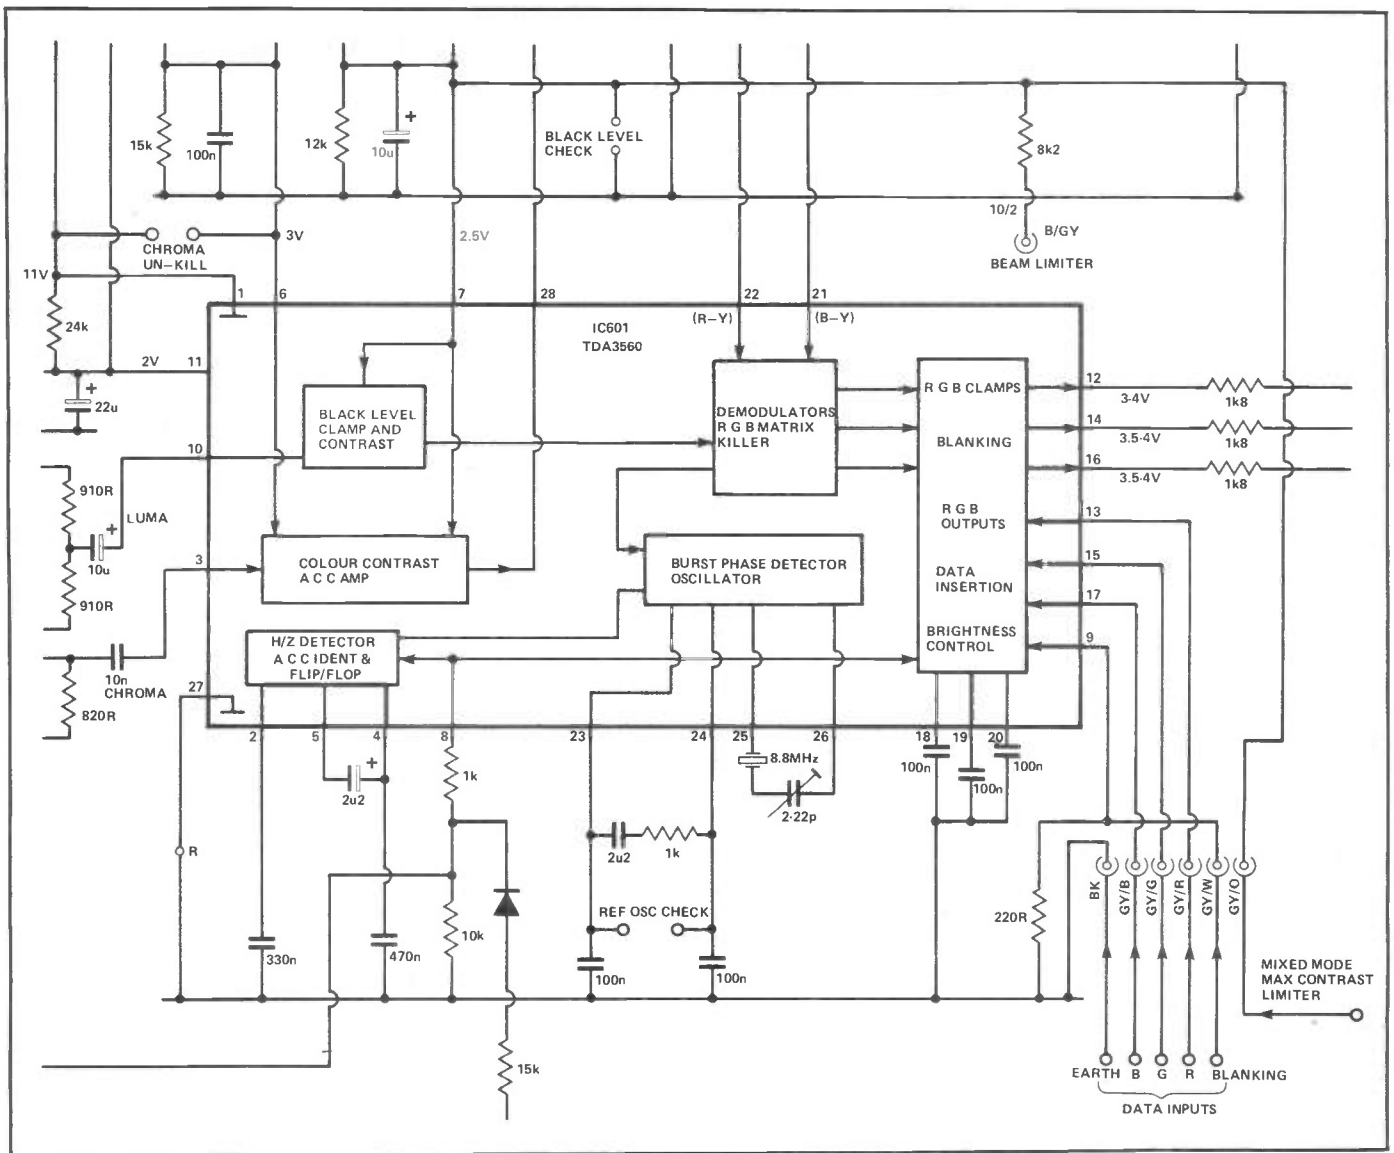 15k
100n
12k
+
10u
BLACK LEVEL
CHECK
8k2
10/2
B/GY
BEAM LIMITER
CHROMA
UN-KILL
3V
2.5V
11V
1
6
7
28
22
21
(R-Y)
(B-Y)
24k
IC601
TDA3560
2V
11
+
22u
BLACK LEVEL
CLAMP AND
CONTRAST
DEMODULATORS
R G B MATRIX
KILLER
R G B CLAMPS
BLANKING
R G B
OUTPUTS
DATA
INSERTION
BRIGHTNESS
CONTROL
12
3-4V
1k8
14
3.5-4V
1k8
16
3.5-4V
1k8
13
15
17
9
10
910R
LUMA
+
10u
910R
3
COLOUR CONTRAST
A C C AMP
BURST PHASE DETECTOR
OSCILLATOR
H/Z DETECTOR
A C C IDENT &
FLIP/FLOP
10n
CHROMA
27
820R
2
5
4
8
23
24
25
26
18
19
20
+
2u2
1k
8.8MHz
2-22p
100n
100n
100n
R
2u2
1k
REF OSC CHECK
330n
470n
10k
100n
100n
15k
220R
BK
GY/B
GY/G
GY/R
GY/W
GY/O
MIXED MODE
MAX CONTRAST
LIMITER
EARTH B G R BLANKING
DATA INPUTS